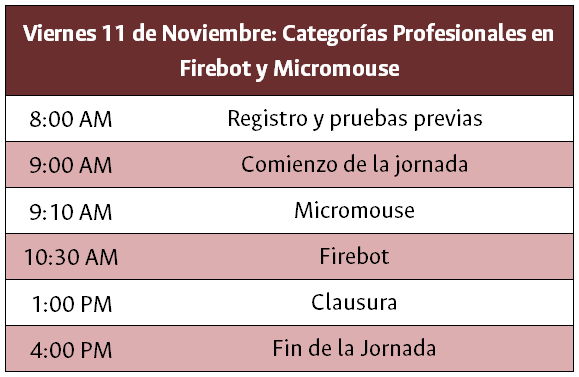 Viernes 11 de Noviembre: Categorías Profesionales en
Firebot y Micromouse
8:00 AM Registro y pruebas previas
9:00 AM Comienzo de la jornada
9:10 AM Micromouse
10:30 AM Firebot
1:00 PM Clausura
4:00 PM Fin de la Jornada